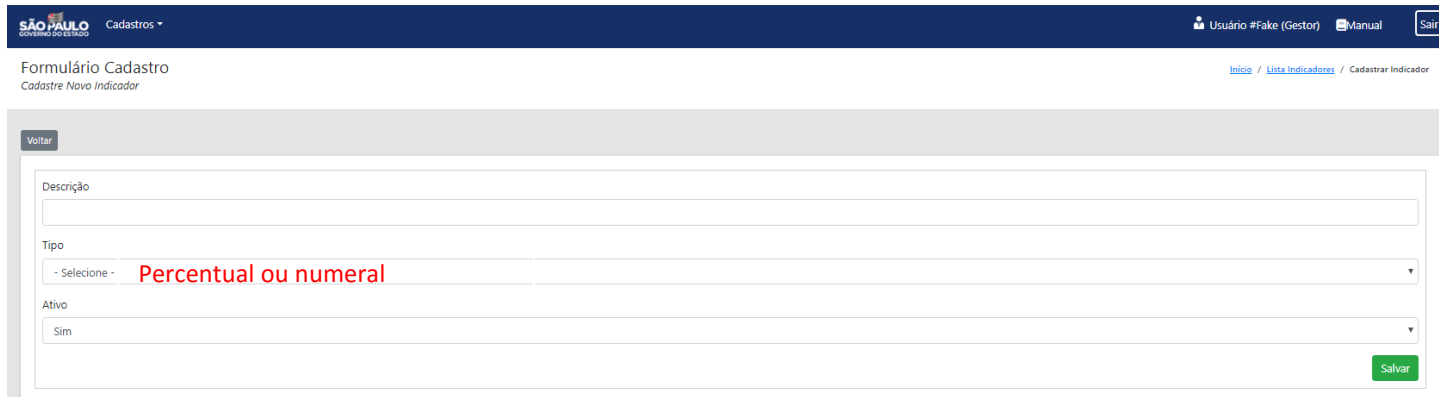 SÃO PAULO
GOVERNO DO ESTADO
Cadastros
Usuário #Fake (Gestor)
Manual
Sair
Formulário Cadastro
Cadastre Novo Indicador
Início / Lista Indicadores / Cadastrar Indicador
Voltar
Descrição
Tipo
- Selecione - Percentual ou numeral
Ativo
Sim
Salvar